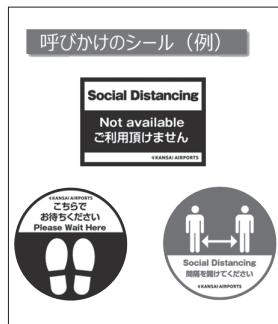 呼びかけのシール（例）
Social Distancing
Not available
ご利用頂けません
KANSAI AIRPORTS
KANSAI AIRPORTS
こちらで
お待ちください
Please Wait Here
Social Distancing
間隔を開けてください
KANSAI AIRPORTS